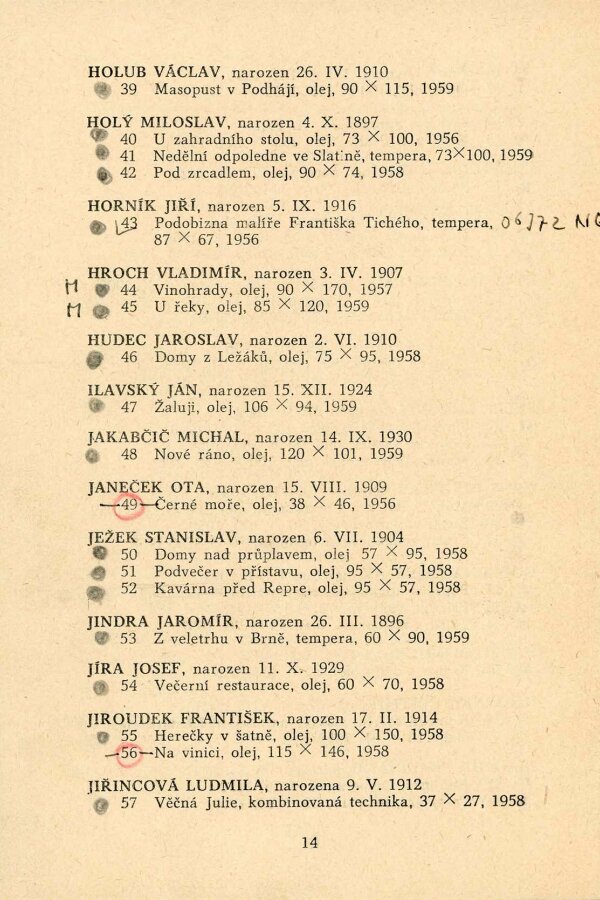 HOLUB VÁCLAV, narozen 26. IV. 1910
39 Masopust v Podhájí, olej, 90 × 115, 1959
HOLÝ MILOSLAV, narozen 4. X. 1897
40 U zahradního stolu, olej, 73 × 100, 1956
41 Nedělní odpoledne ve Slatině, tempera, 73×100, 1959
42 Pod zrcadlem, olej, 90 × 74, 1958
HORNÍK JIŘÍ, narozen 5. IX. 1916
43 Podobizna malíře Františka Tichého, tempera,
87 × 67, 1956
HROCH VLADIMÍR, narozen 3. IV. 1907
M 44 Vinohrady, olej, 90 × 170, 1957
M 45 U řeky, olej, 85 × 120, 1959
HUDEC JAROSLAV, narozen 2. VI. 1910
46 Domy z Ležáků, olej, 75 × 95, 1958
ILAVSKÝ JÁN, narozen 15. XII. 1924
47 Žaluji, olej, 106 × 94, 1959
JAKABČIČ MICHAL, narozen 14. IX. 1930
48 Nové ráno, olej, 120 × 101, 1959
JANEČEK OTA, narozen 15. VIII. 1909
49 Černé moře, olej, 38 × 46, 1956
JEŽEK STANISLAV, narozen 6. VII. 1904
50 Domy nad průplavem, olej 57 × 95, 1958
51 Podvečer v přístavu, olej, 95 × 57, 1958
52 Kavárna před Repre, olej, 95 × 57, 1958
JINDRA JAROMÍR, narozen 26. III. 1896
53 Z veletrhu v Brně, tempera, 60 × 90, 1959
JÍRA JOSEF, narozen 11. X. 1929
54 Večerní restaurace, olej, 60 × 70, 1958
JIROUDEK FRANTIŠEK, narozen 17. II. 1914
55 Herečky v šatně, olej, 100 × 150, 1958
56 Na vinici, olej, 115 × 146, 1958
JIŘINCOVÁ LUDMILA, narozena 9. V. 1912
57 Věčná Julie, kombinovaná technika, 37 × 27, 1958
14